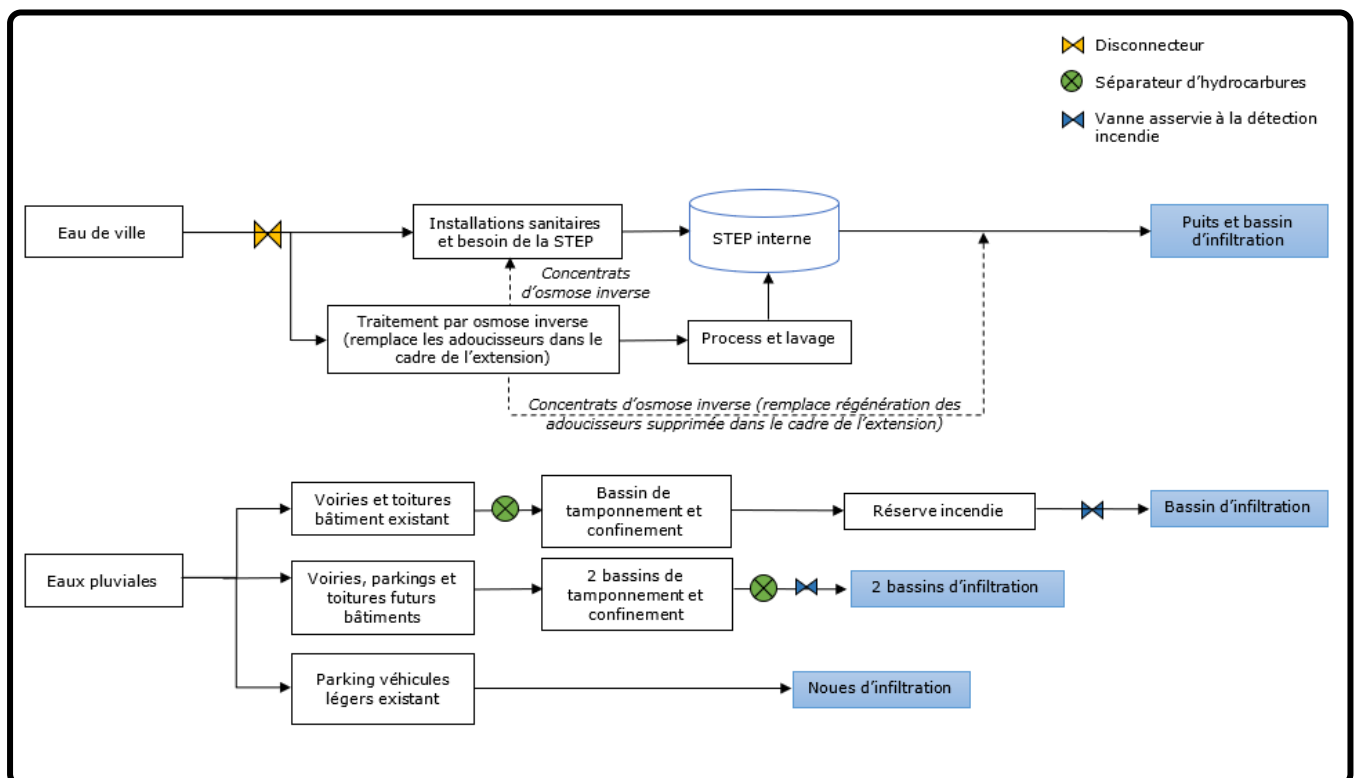 Disconnecteur
Séparateur d'hydrocarbures
Vanne asservie à la détection
incendie
Eau de ville
Installations sanitaires
et besoin de la STEP
STEP interne
Puits et bassin
d'infiltration
Concentrats
d'osmose inverse
Traitement par osmose inverse
(remplace les adoucisseurs dans le
cadre de l'extension)
Process et lavage
Concentrats d'osmose inverse (remplace régénération des
adoucisseurs supprimée dans le cadre de l'extension)
Eaux pluviales
Voiries et toitures
bâtiment existant
Bassin de
tamponnement et
confinement
Réserve incendie
Bassin d'infiltration
Voiries, parkings et
toitures futurs
bâtiments
2 bassins de
tamponnement et
confinement
2 bassins d'infiltration
Parking véhicules
légers existant
Noues d'infiltration